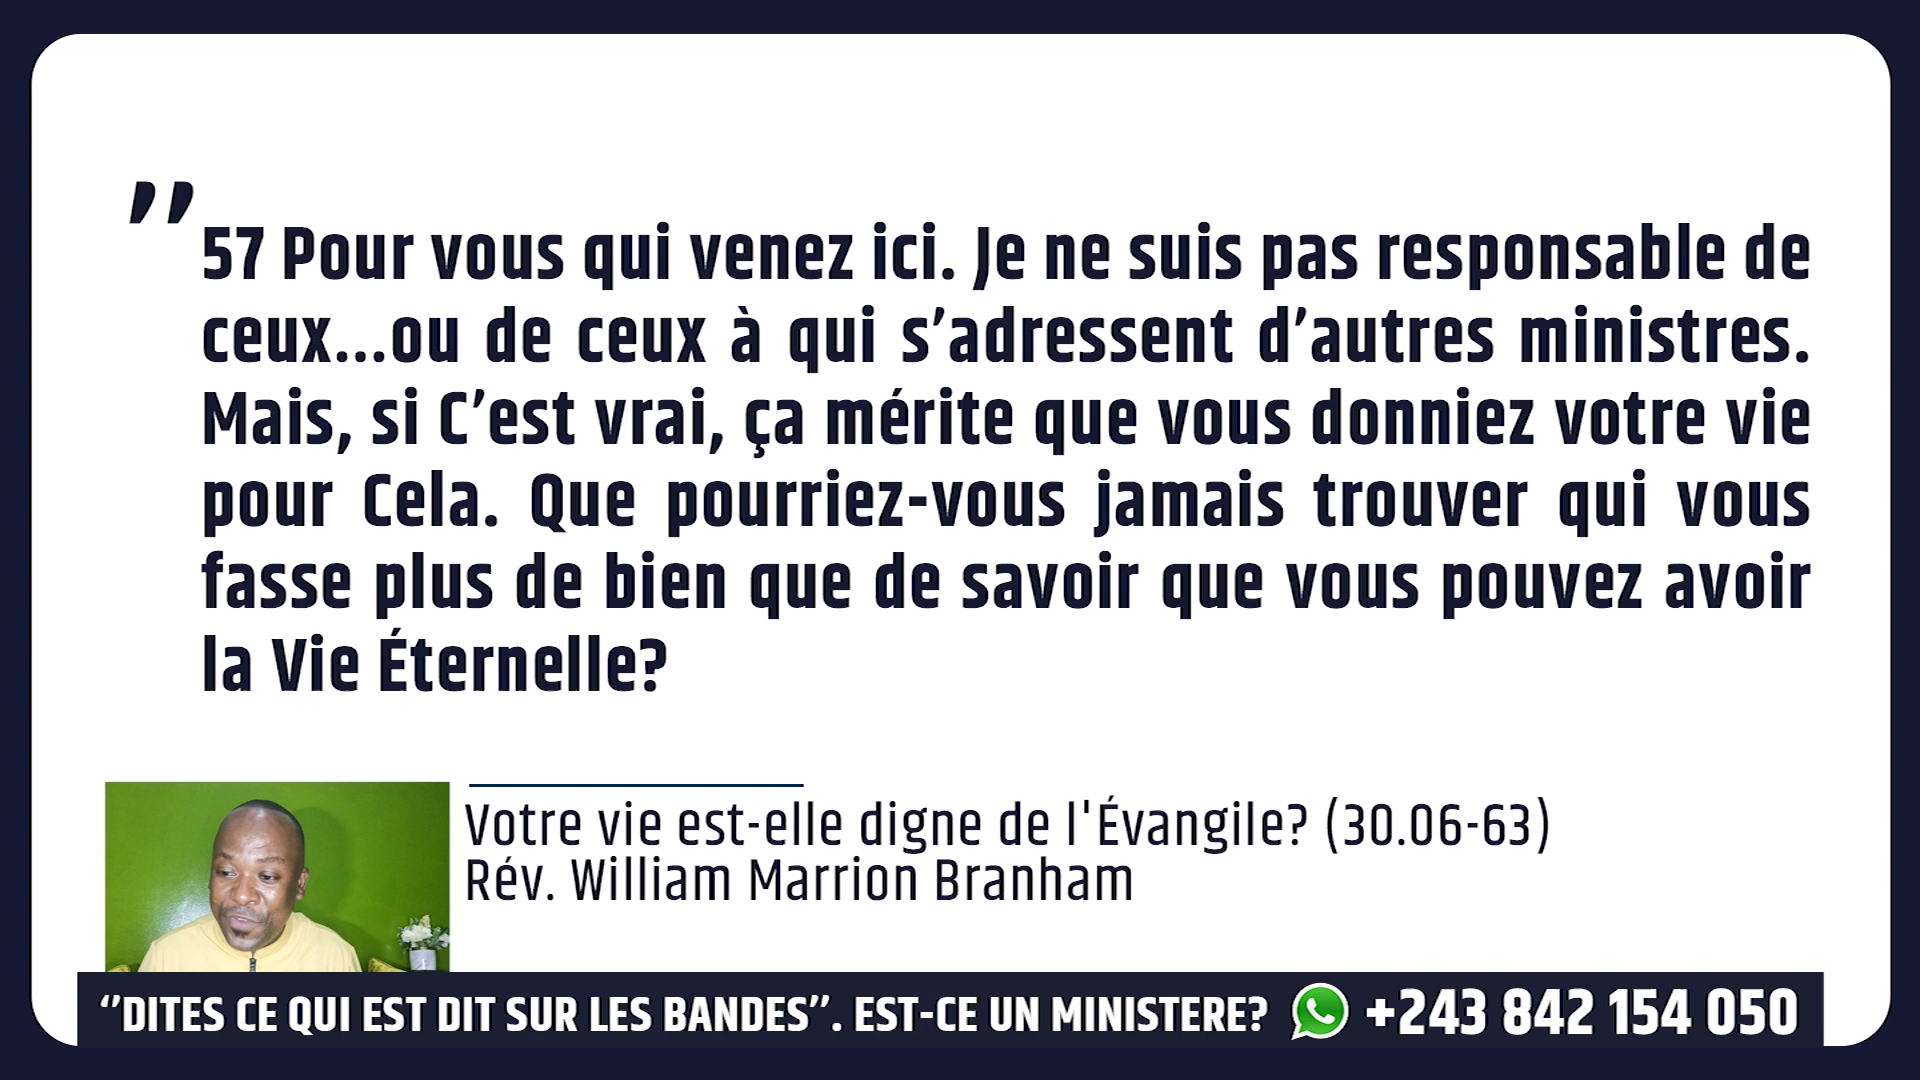 ’’
57 Pour vous qui venez ici. Je ne suis pas responsable de
ceux...ou de ceux à qui s’adressent d’autres ministres.
Mais, si C’est vrai, ça mérite que vous donniez votre vie
pour Cela. Que pourriez-vous jamais trouver qui vous
fasse plus de bien que de savoir que vous pouvez avoir
la Vie Éternelle?
Votre vie est-elle digne de l'Évangile? (30.06-63)
Rév. William Marrion Branham
‘’DITES CE QUI EST DIT SUR LES BANDES’’. EST-CE UN MINISTERE? +243 842 154 050